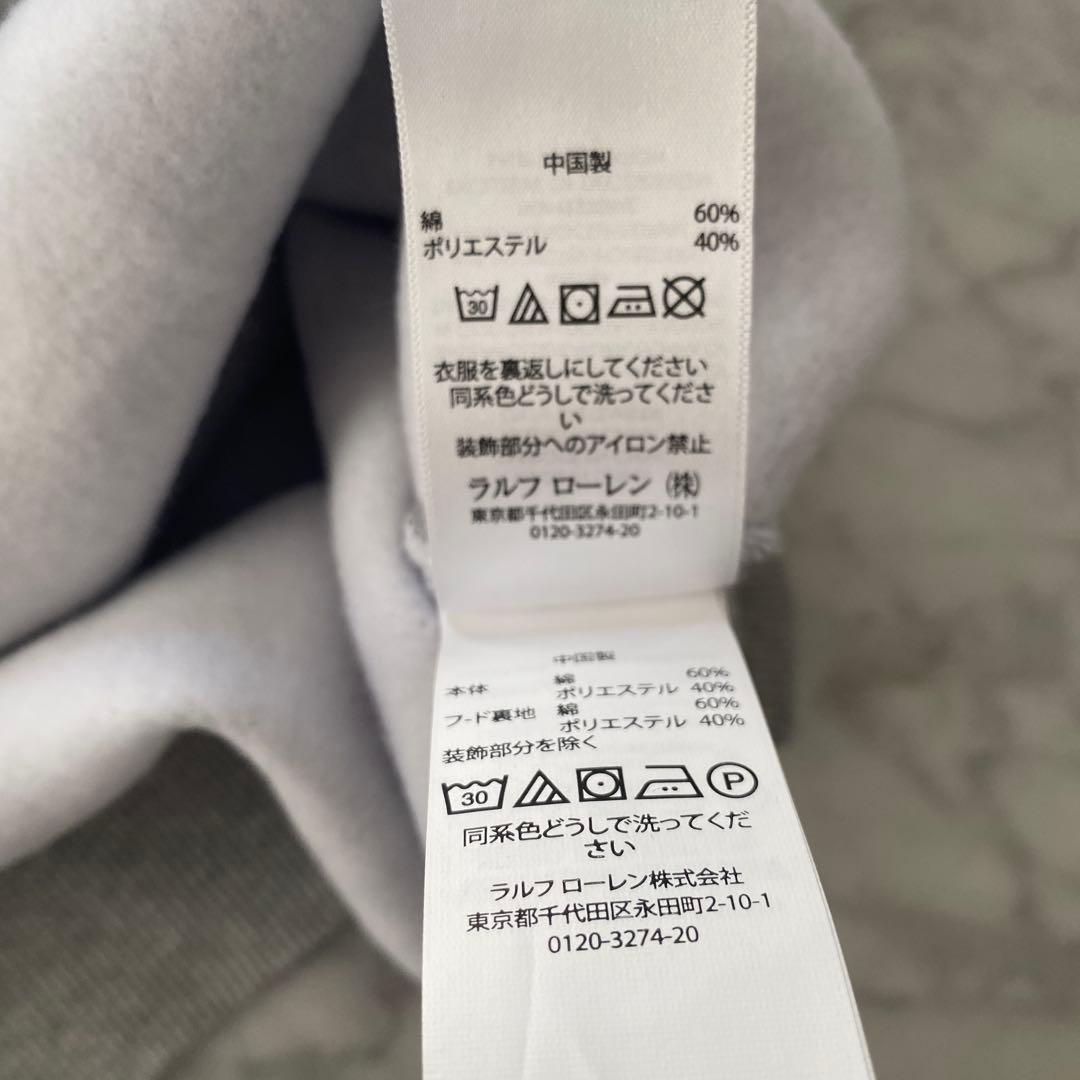 中国製
綿 60%
ポリエステル 40%
30
衣服を裏返しにしてください
同系色どうしで洗ってくださ
い
装飾部分へのアイロン禁止
ラルフ ローレン (株)
東京都千代田区永田町2-10-1
0120-3274-20
中国製
本体 綿 60%
ポリエステル 40%
フード裏地 綿 60%
ポリエステル 40%
装飾部分を除く
30 P
同系色どうしで洗ってくだ
さい
ラルフ ローレン株式会社
東京都千代田区永田町2-10-1
0120-3274-20